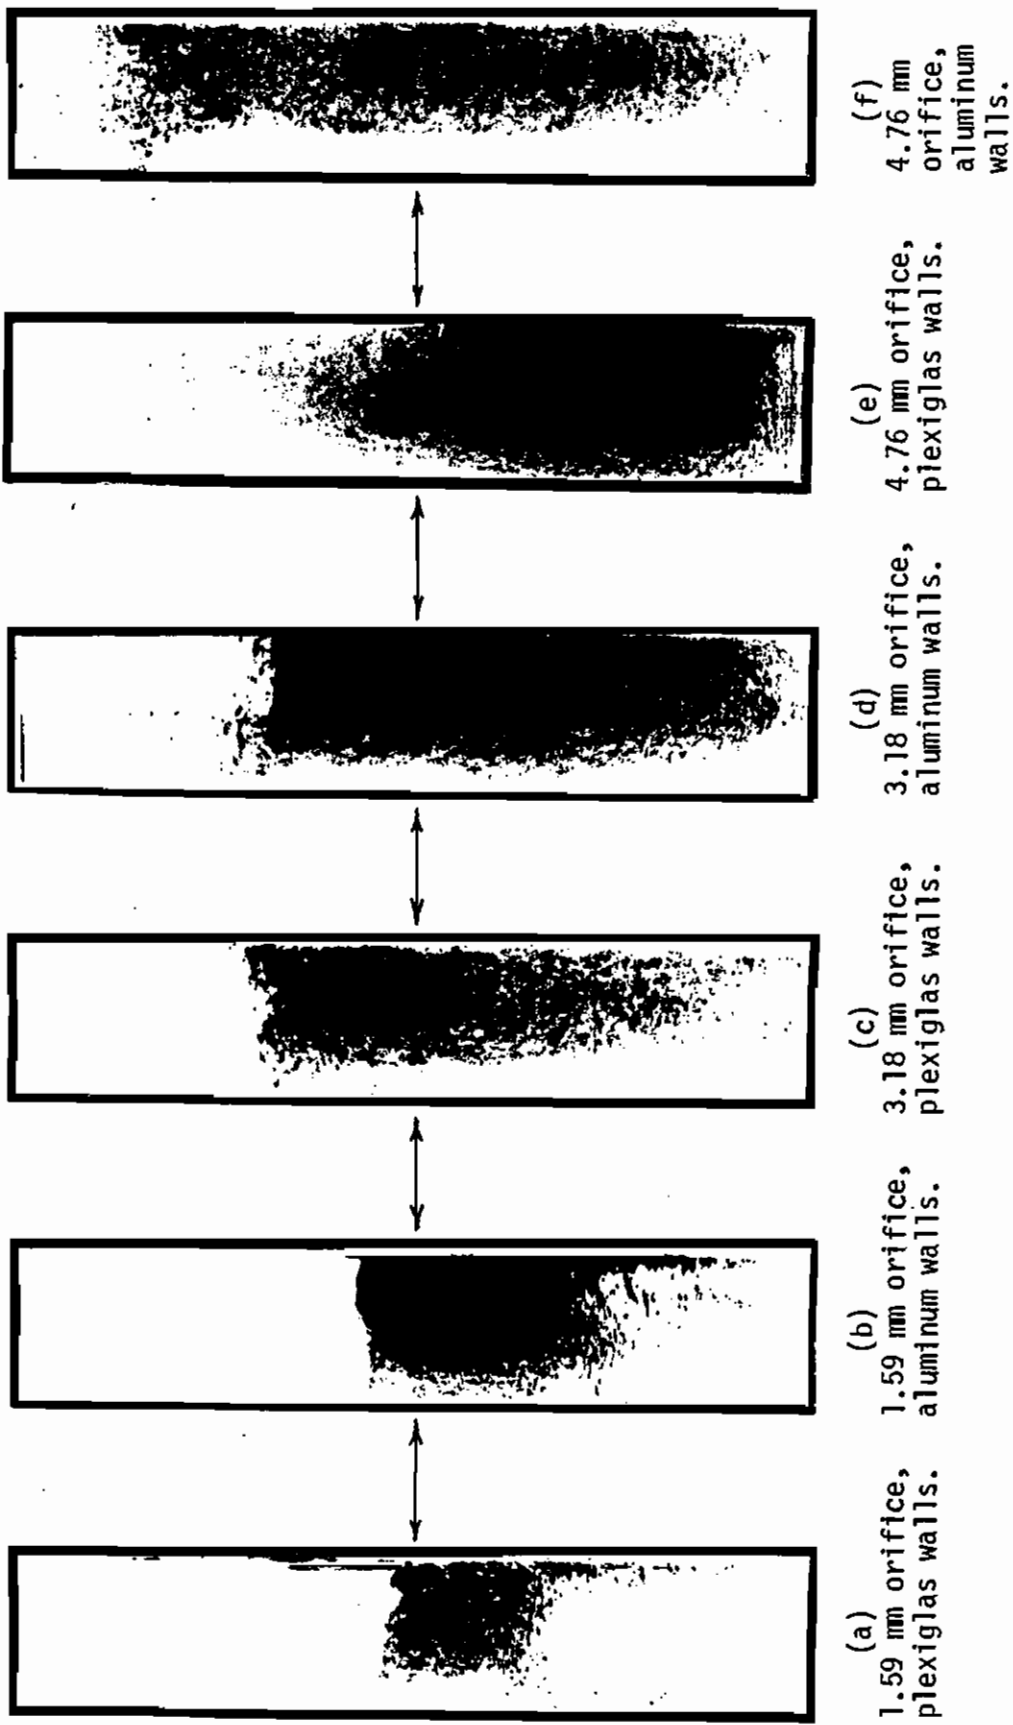 (a)
1.59 mm orifice,
plexiglas walls.
(b)
1.59 mm orifice,
aluminum walls.
(c)
3.18 mm orifice,
plexiglas walls.
(d)
3.18 mm orifice,
aluminum walls.
(e)
4.76 mm orifice,
plexiglas walls.
(f)
4.76 mm
orifice,
aluminum
walls.